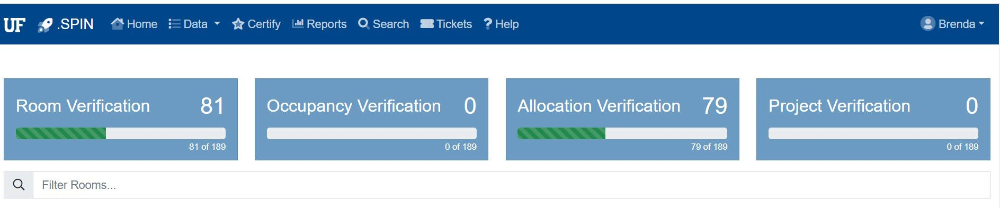 UF .SPIN Home Data Certify Reports Search Tickets Help Brenda
Room Verification 81
81 of 189
Occupancy Verification 0
0 of 189
Allocation Verification 79
79 of 189
Project Verification 0
0 of 189
Filter Rooms...